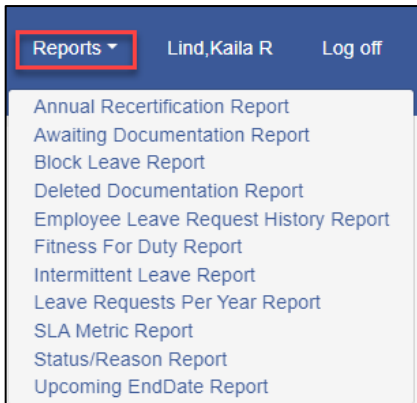 Reports Lind,Kaila R Log off
Annual Recertification Report
Awaiting Documentation Report
Block Leave Report
Deleted Documentation Report
Employee Leave Request History Report
Fitness For Duty Report
Intermittent Leave Report
Leave Requests Per Year Report
SLA Metric Report
Status/Reason Report
Upcoming EndDate Report